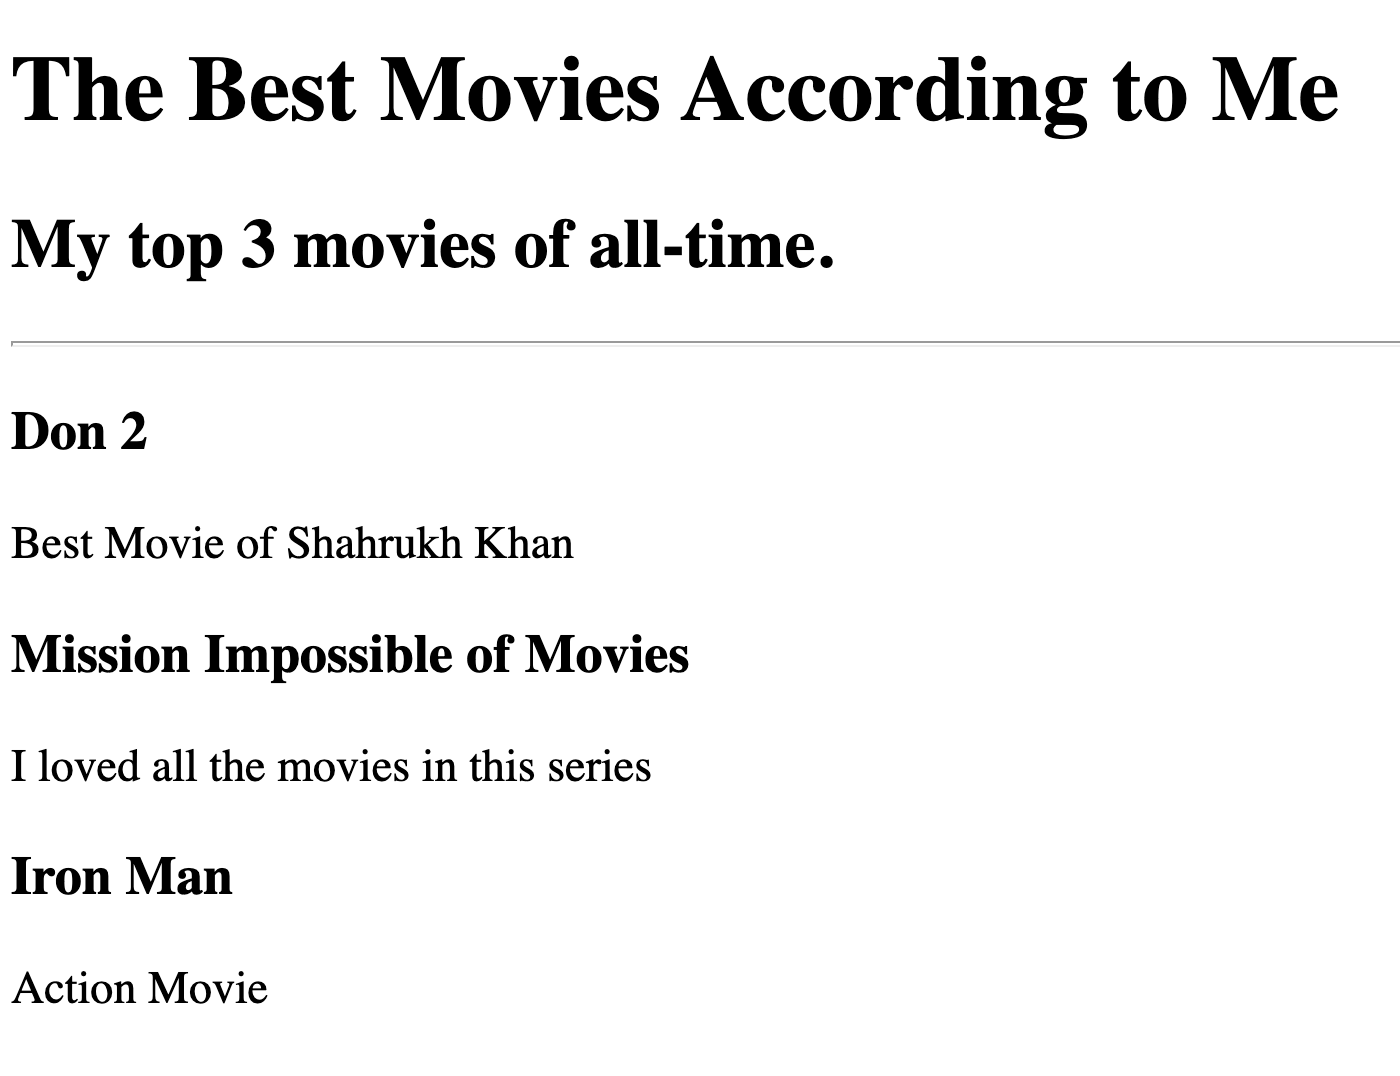 The Best Movies According to Me
My top 3 movies of all-time.
Don 2
Best Movie of Shahrukh Khan
Mission Impossible of Movies
I loved all the movies in this series
Iron Man
Action Movie